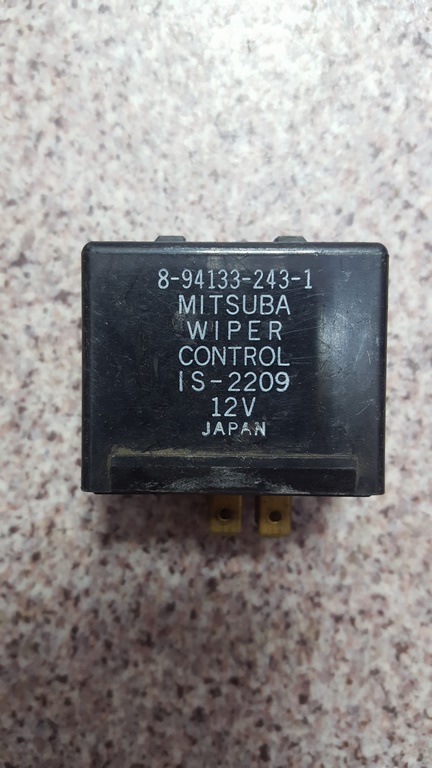 8-94133-243-1
MITSUBA
WIPER
CONTROL
IS-2209
12V
JAPAN